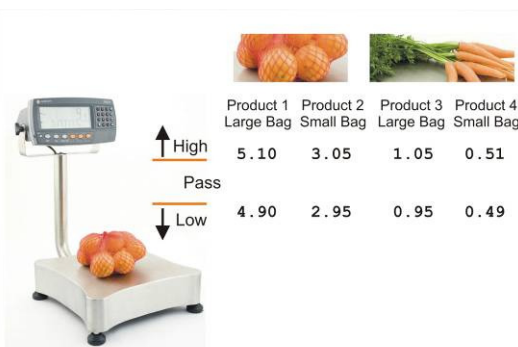 Product 1 Product 2 Product 3 Product 4
Large Bag Small Bag Large Bag Small Bag
High 5.10 3.05 1.05 0.51
Pass
Low 4.90 2.95 0.95 0.49